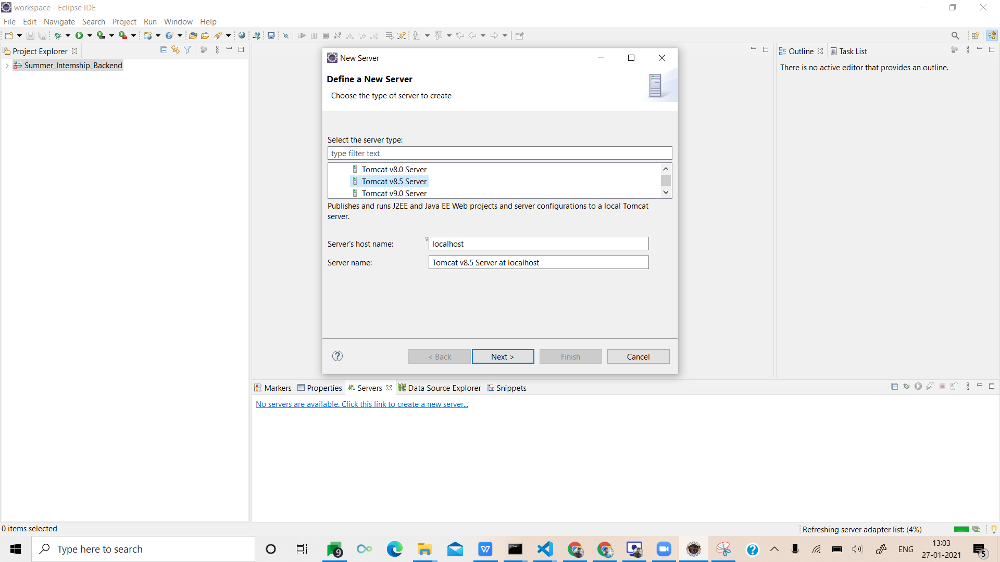 workspace - Eclipse IDE
File Edit Navigate Search Project Run Window Help
Project Explorer
Summer_Internship_Backend
New Server
Define a New Server
Choose the type of server to create
Select the server type:
type filter text
Tomcat v8.0 Server
Tomcat v8.5 Server
Tomcat v9.0 Server
Publishes and runs J2EE and Java EE Web projects and server configurations to a local Tomcat
server.
Server's host name: localhost
Server name: Tomcat v8.5 Server at localhost
< Back Next > Finish Cancel
Outline Task List
There is no active editor that provides an outline.
Markers Properties Servers Data Source Explorer Snippets
No servers are available. Click this link to create a new server...
0 items selected
Refreshing server adapter list: (4%)
Type here to search
9
W
ENG
13:03
27-01-2021
5